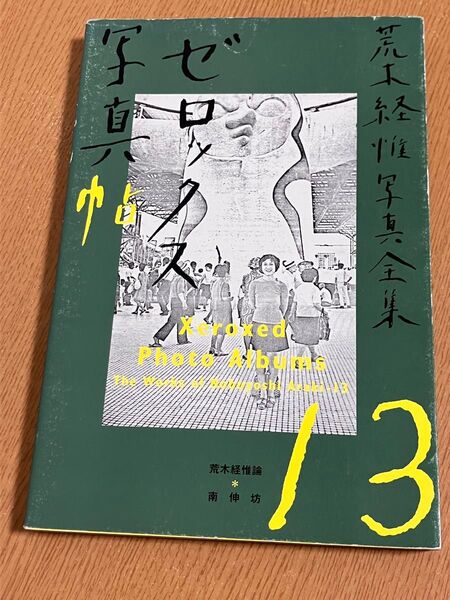 荒木経惟写真全集
13
ゼロックス
写真帖
Xeroxed
Photo Albums
The Works of Nobuyoshi Araki-13
荒木経惟論
*
南伸坊